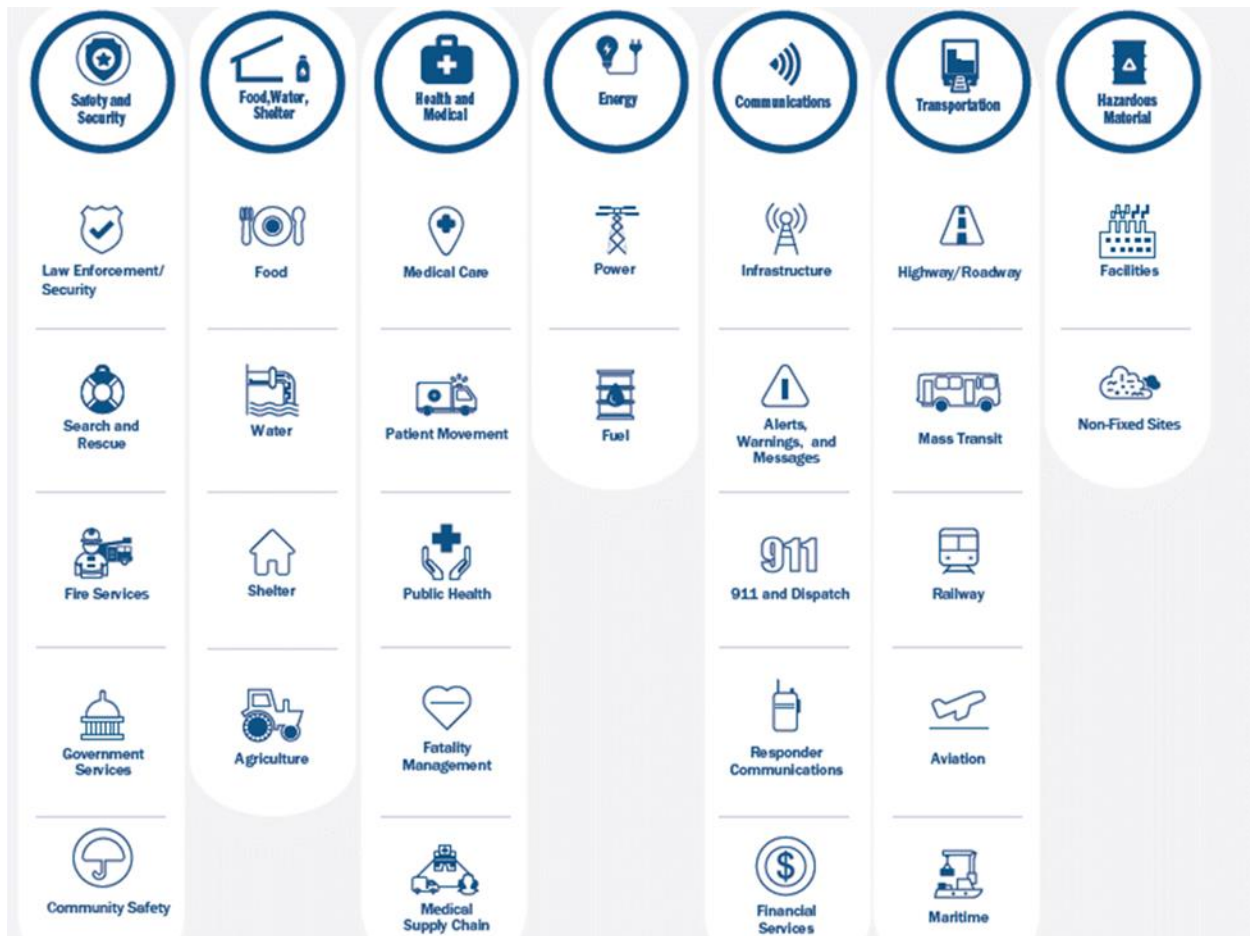 Safety and
Security
Food,Water,
Shelter
Health and
Medical
Energy
Communications
Transportation
Hazardous
Material
Law Enforcement/
Security
Food
Medical Care
Power
Infrastructure
Highway/Roadway
Facilities
Search and
Rescue
Water
Patient Movement
Fuel
Alerts,
Warnings, and
Messages
Mass Transit
Non-Fixed Sites
Fire Services
Shelter
Public Health
911
911 and Dispatch
Railway
Government
Services
Agriculture
Fatality
Management
Responder
Communications
Aviation
Community Safety
Medical
Supply Chain
$
Financial
Services
Maritime